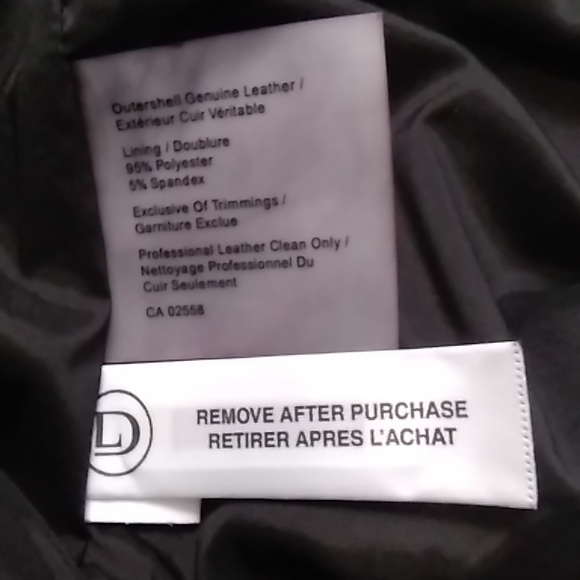 Outershell Genuine Leather /
Extérieur Cuir Véritable
Lining / Doublure
95% Polyester
5% Spandex
Exclusive Of Trimmings /
Garniture Exclue
Professional Leather Clean Only /
Nettoyage Professionnel Du
Cuir Seulement
CA 02558
LD
REMOVE AFTER PURCHASE
RETIRER APRES L'ACHAT